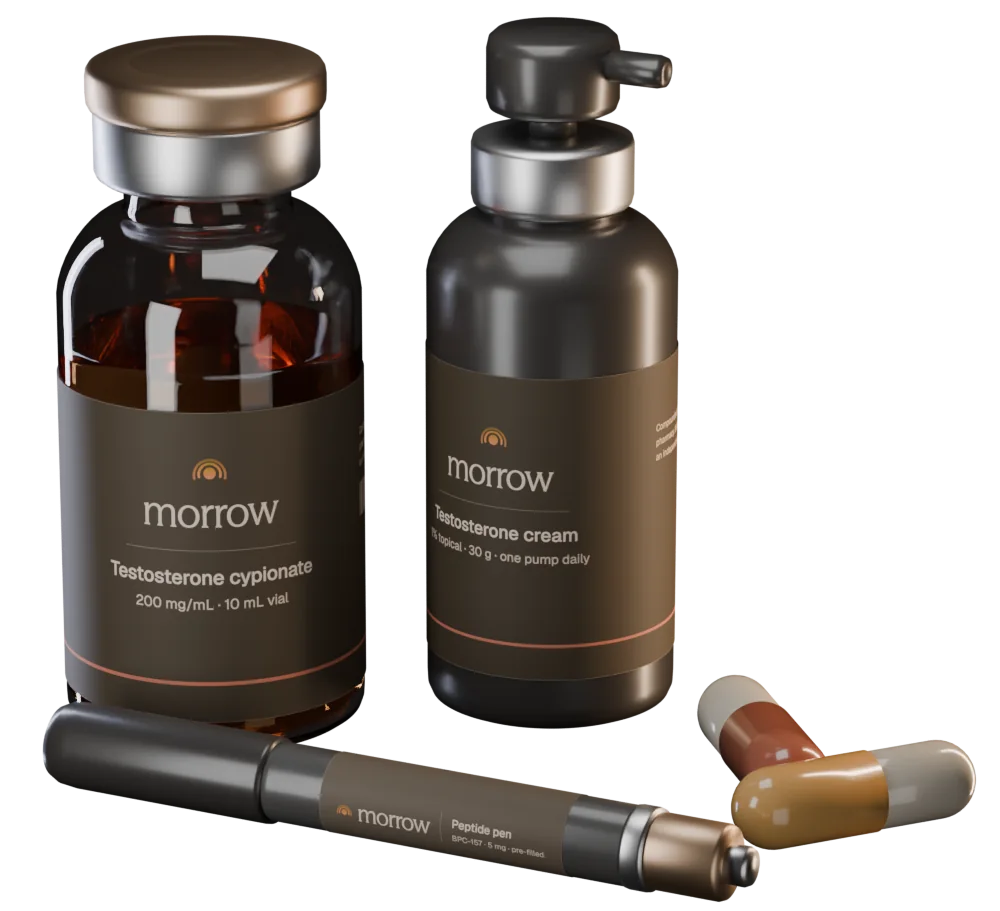 morrow
Testosterone cypionate
200 mg/mL · 10 mL vial
morrow
Testosterone cream
1% topical · 30 g · one pump daily
morrow
Peptide pen
BPC-157 · 5 mg · pre-filled